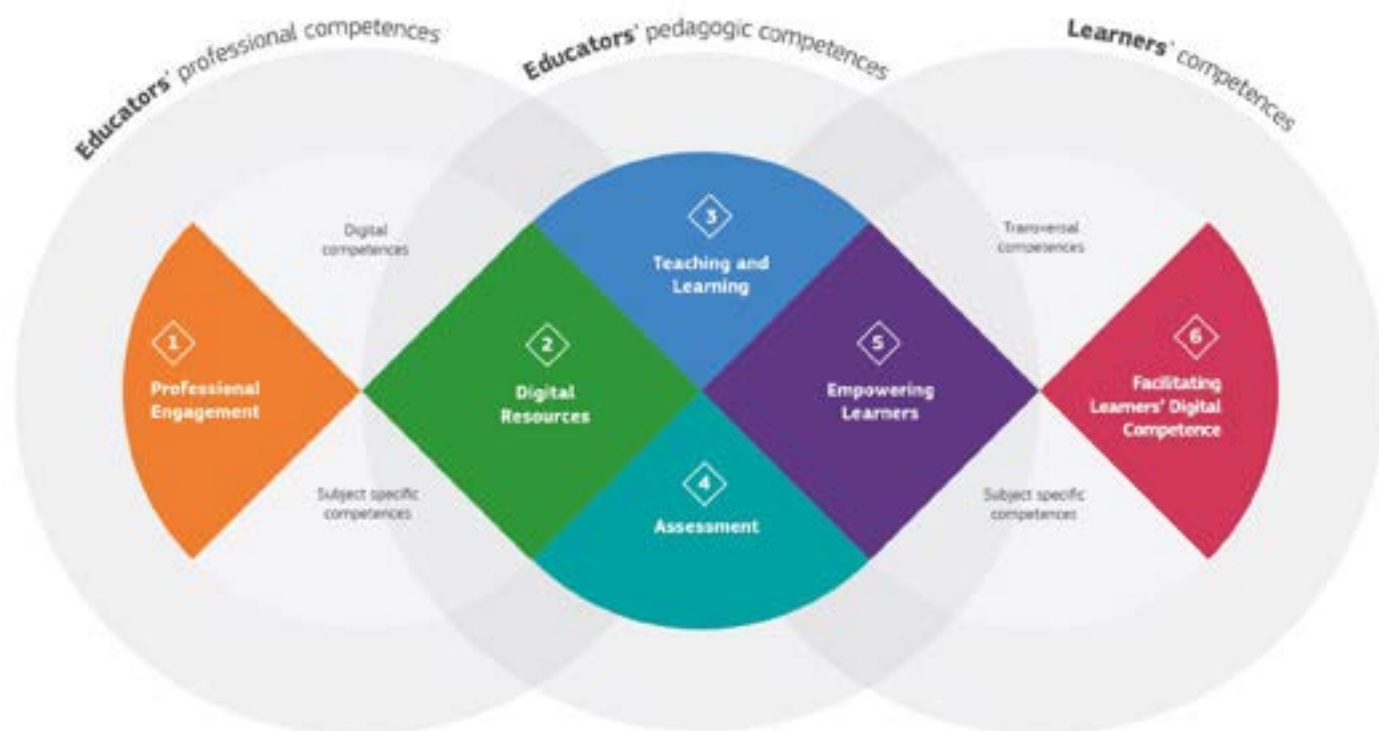 Educators' professional competences
Educators' pedagogic competences
Learners' competences
Digital
competences
Transversal
competences
1
Professional
Engagement
2
Digital
Resources
3
Teaching and
Learning
4
Assessment
5
Empowering
Learners
6
Facilitating
Learners' Digital
Competence
Subject specific
competences
Subject specific
competences